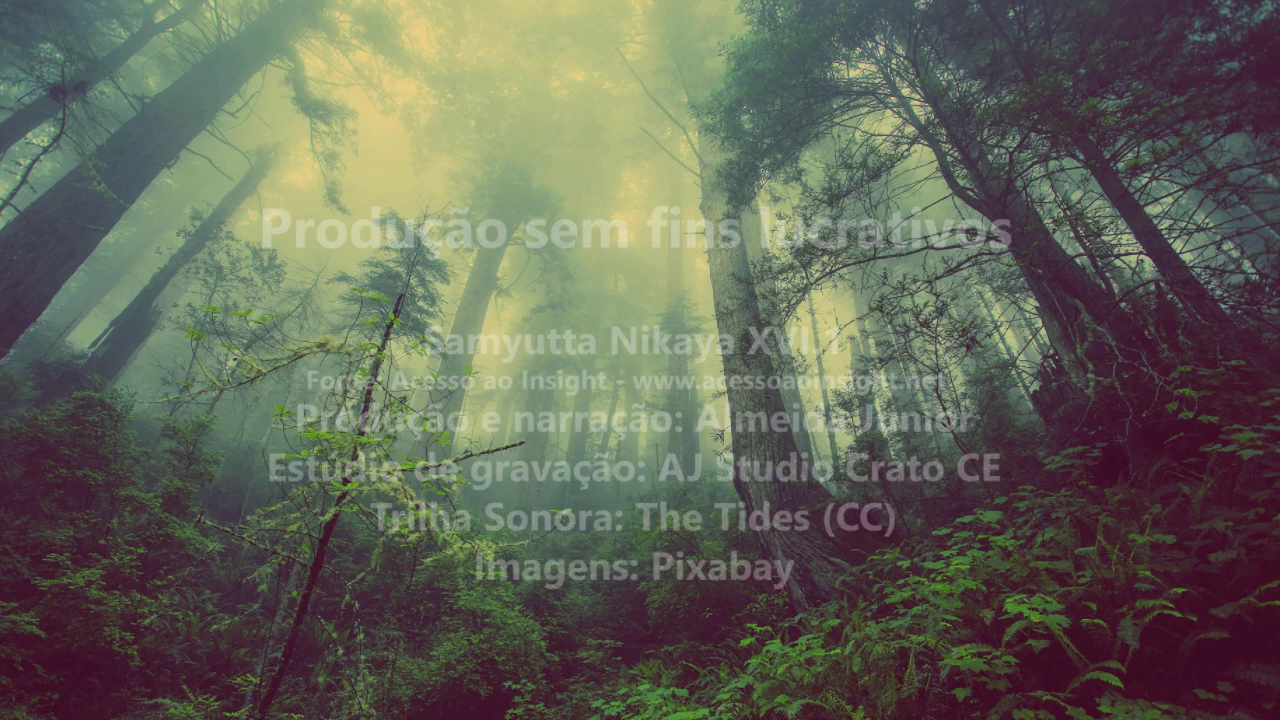 Produção sem fins lucrativos
Samyutta Nikaya XVI.1
Fonte: Acesso ao Insight - www.acessoaoinsight.net
Produção e narração: Almeida Júnior
Estúdio de gravação: AJ Studio Crato CE
Trilha Sonora: The Tides (CC)
Imagens: Pixabay